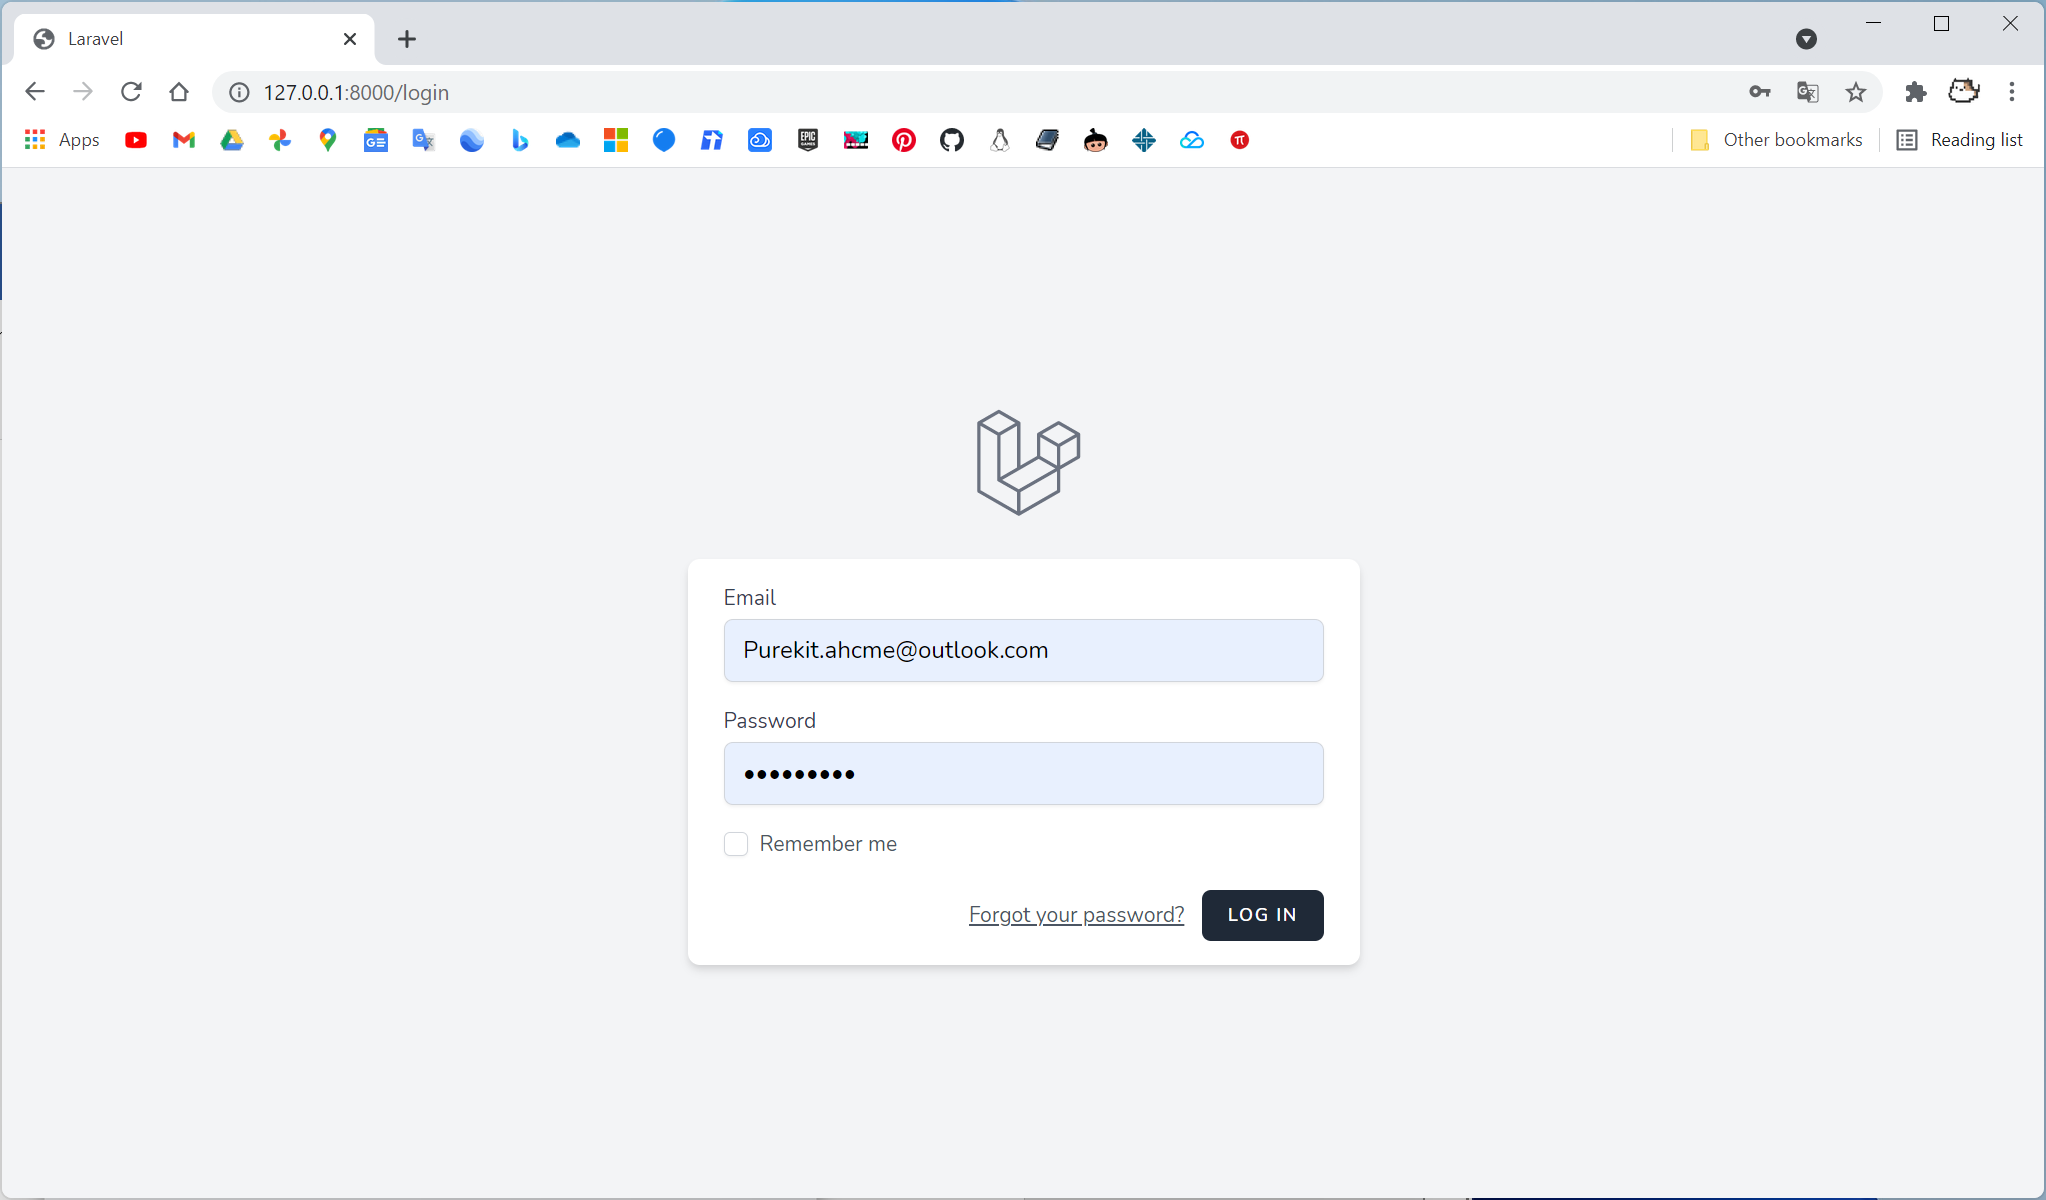 Laravel
127.0.0.1:8000/login
Apps
Other bookmarks
Reading list
Email
Purekit.ahcme@outlook.com
Password
•••••••••
Remember me
Forgot your password?
LOG IN